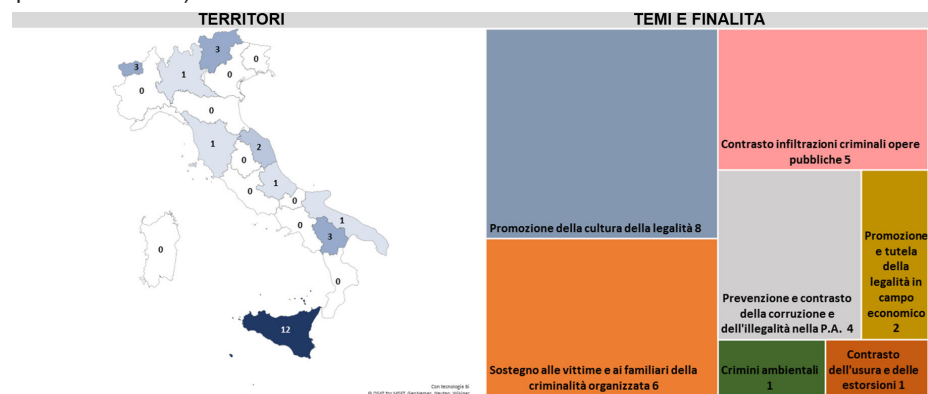 TERRITORI
TEMI E FINALITA
3
3
0
1
0
0
0
1
2
0
1
0
0
0
1
3
0
0
12
Con tecnologia Bi
Promozione della cultura della legalità 8
Sostegno alle vittime e ai familiari della
criminalità organizzata 6
Contrasto infiltrazioni criminali opere
pubbliche 5
Prevenzione e contrasto
della corruzione e
dell'illegalità nella P.A. 4
Promozione
e tutela
della
legalità in
campo
economico
2
Crimini ambientali
1
Contrasto
dell'usura e delle
estorsioni 1